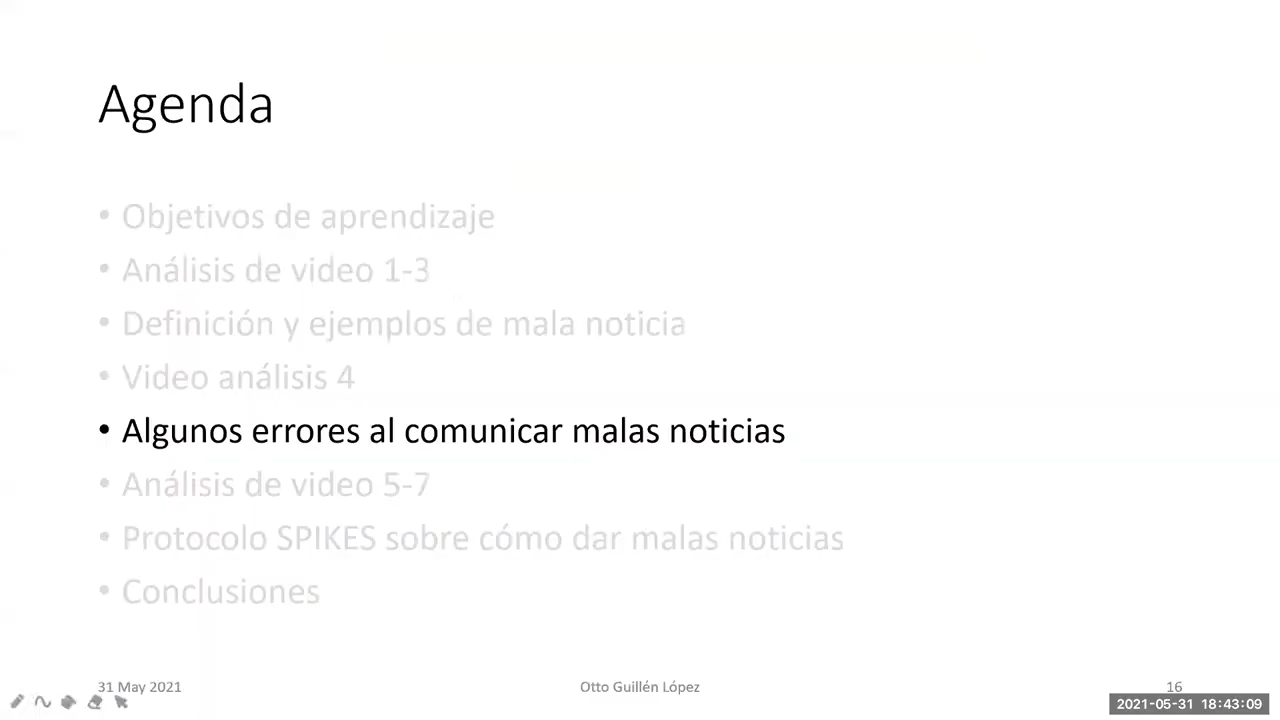 Agenda
• Objetivos de aprendizaje
• Análisis de video 1-3
• Definición y ejemplos de mala noticia
• Video análisis 4
• Algunos errores al comunicar malas noticias
• Análisis de video 5-7
• Protocolo SPIKES sobre cómo dar malas noticias
• Conclusiones
31 May 2021
Otto Guillén López
16
2021-05-31 18:43:09